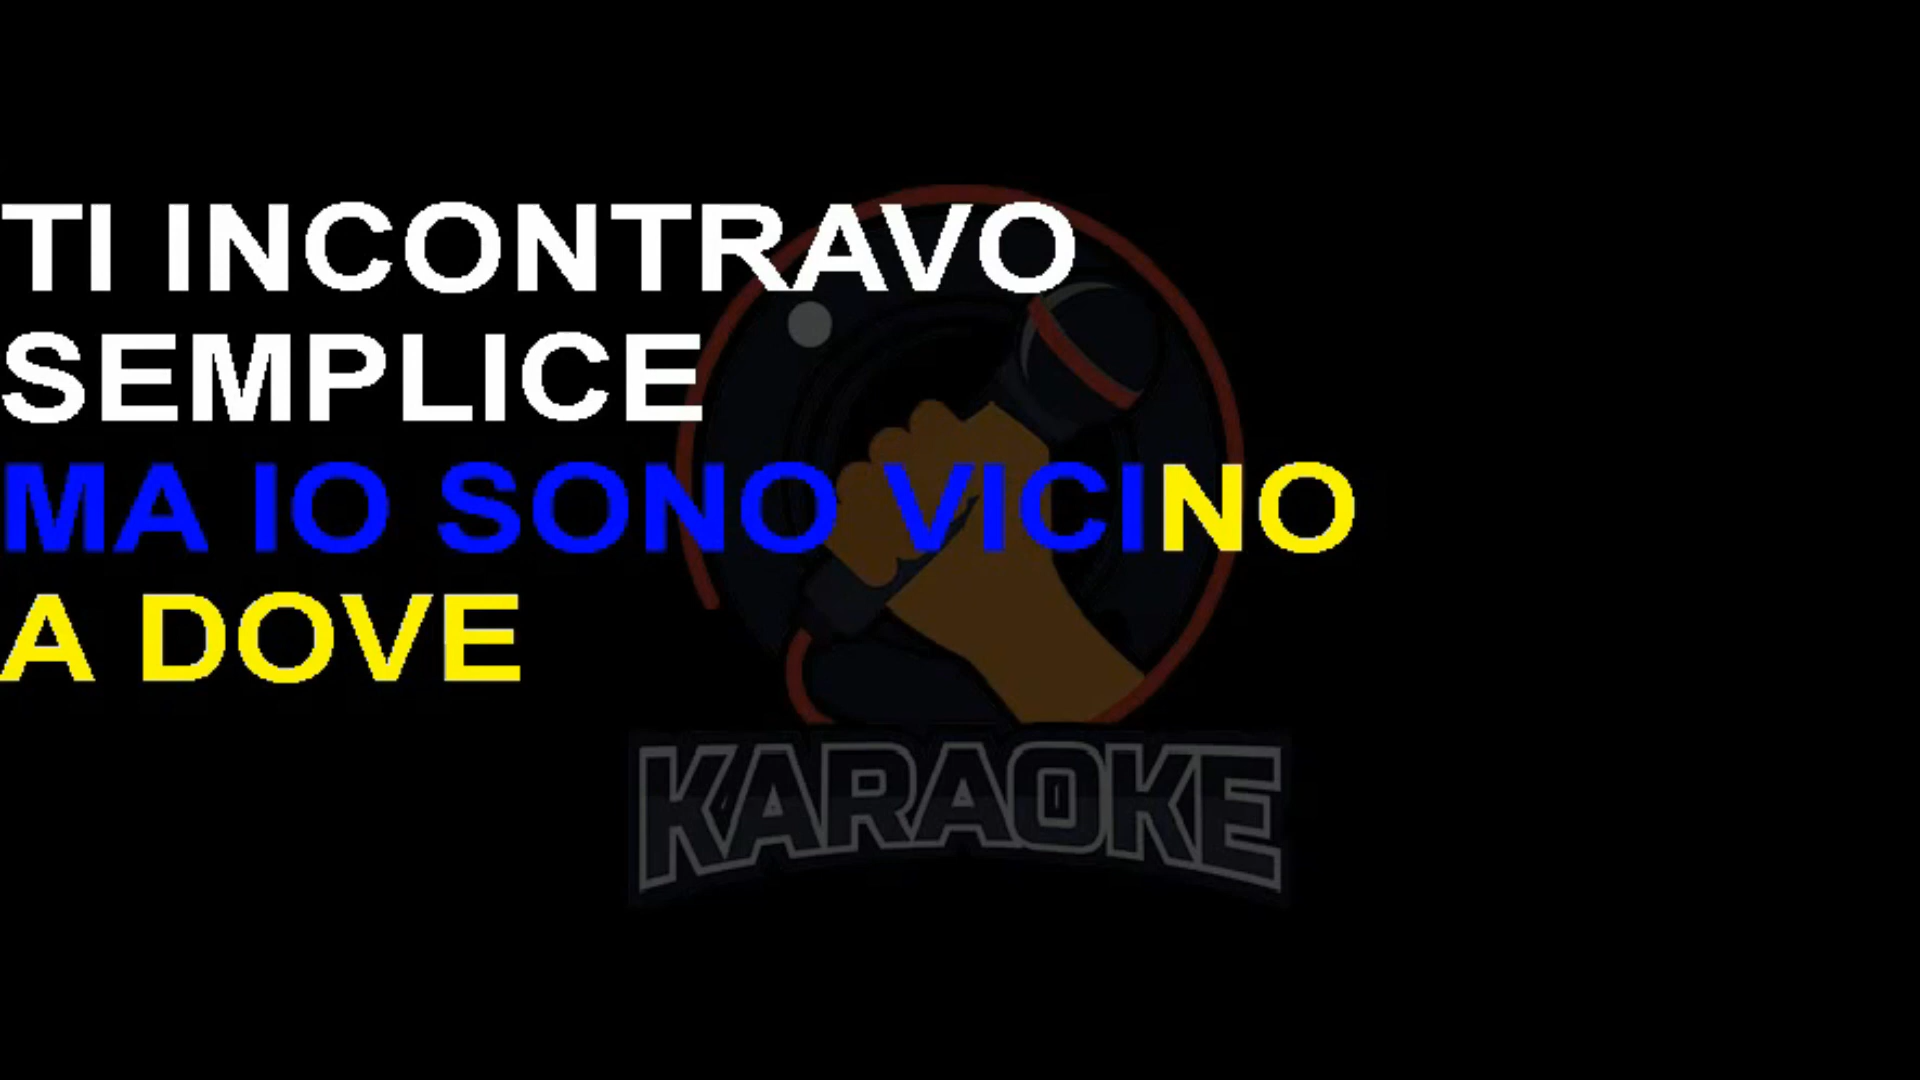 TI INCONTRAVO
SEMPLICE
MA IO SONO VICINO
A DOVE
KARAOKE